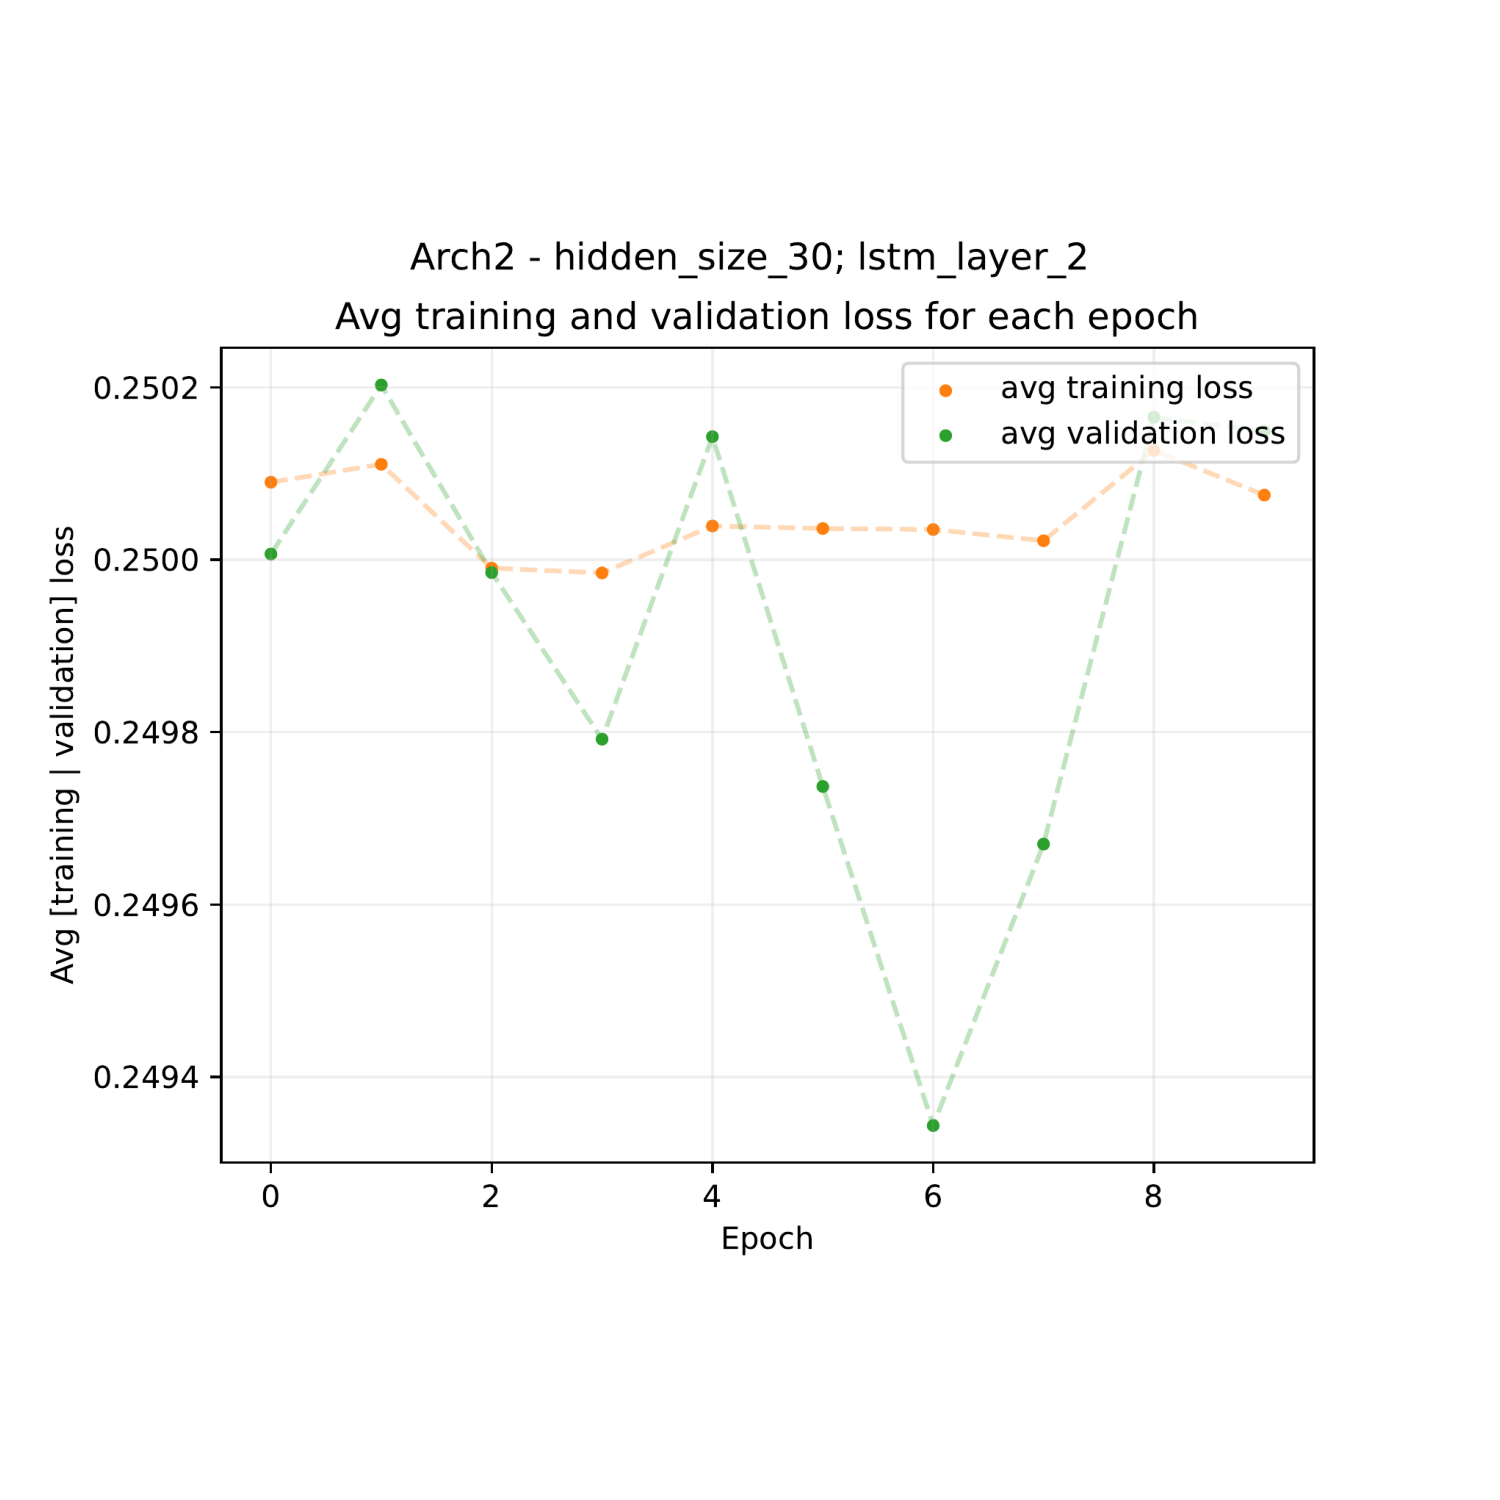 Arch2 - hidden_size_30; lstm_layer_2
Avg training and validation loss for each epoch
avg training loss
avg validation loss
Avg [training | validation] loss
0.2502
0.2500
0.2498
0.2496
0.2494
0 2 4 6 8
Epoch